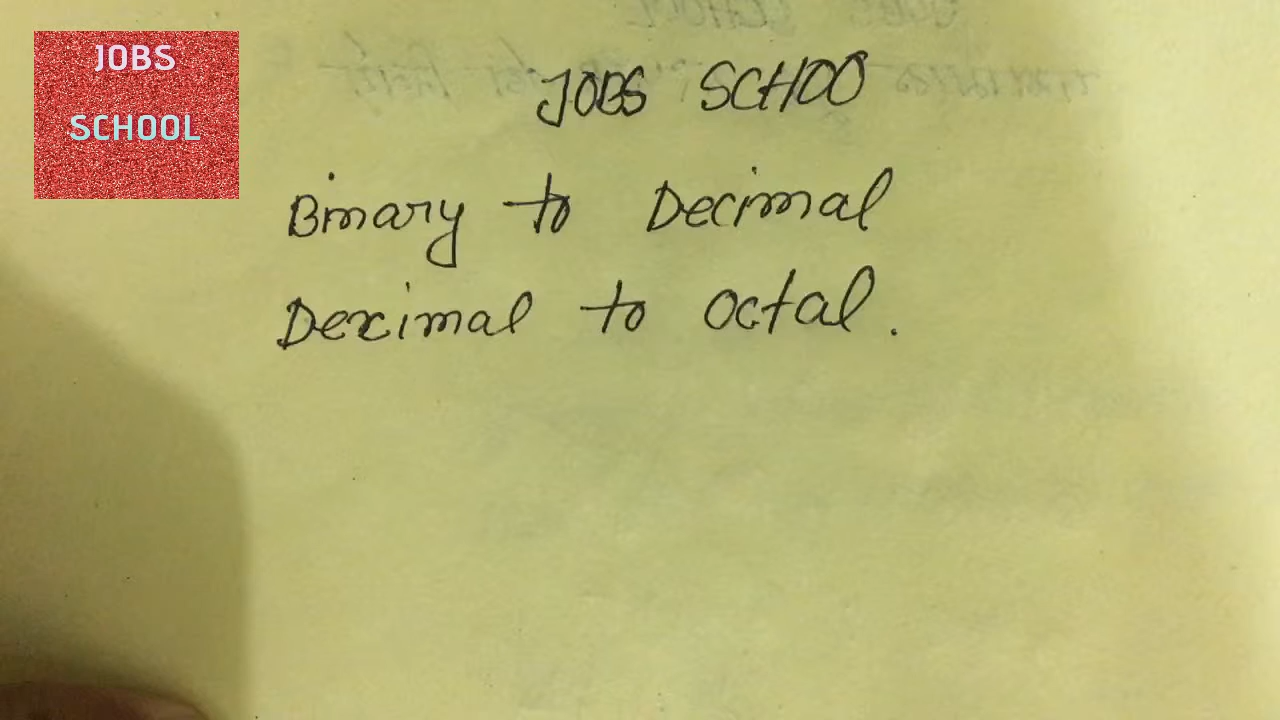 JOBS
SCHOOL
JOBS SCHOO
Binary to Decimal
Decimal to Octal.